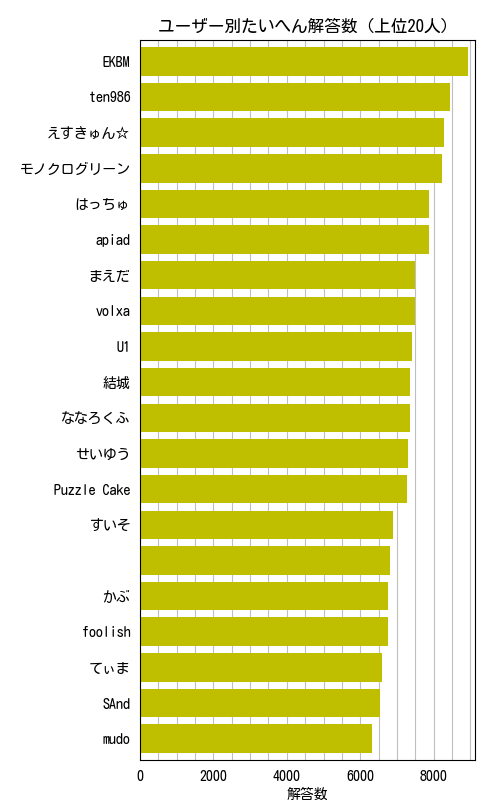 ユーザー別たいへん解答数 (上位20人)
EKBM
ten986
えすきゅん☆
モノクログリーン
はっちゅ
apiad
まえだ
volxa
U1
結城
ななろくふ
せいゆう
Puzzle Cake
すいそ
かぶ
foolish
てぃま
SAnd
mudo
0 2000 4000 6000 8000
解答数